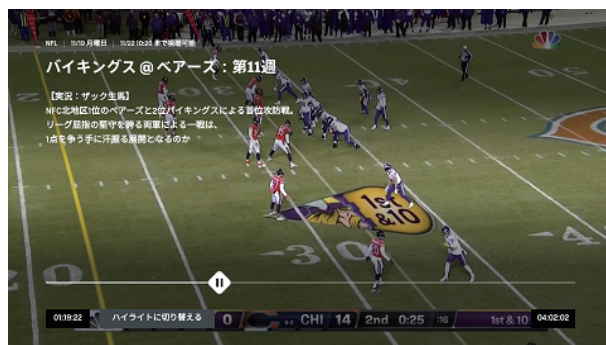 NFL | 11/19 月曜日 | 11/22 10:20 まで視聴可能
バイキングス @ ベアーズ：第11週
【実況：ザック生馬】
NFC北地区1位のベアーズと2位バイキングスによる首位攻防戦。
リーグ屈指の堅守を誇る両軍による一戦は、
1点を争う手に汗握る展開となるのか
1st
&10
30
4
20
01:19:22 ハイライトに切り替える 0 CHI 14 2nd 0:25 :16 1st & 10 04:02:02